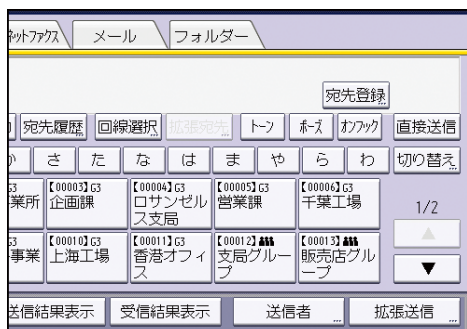 ネットファクス メール フォルダー
宛先登録
宛先履歴 回線選択 拡張宛先 トーン ポーズ オンフック 直接送信
か さ た な は ま や ら わ 切り替え
G3 【00003】G3 【00004】G3 【00005】G3 【00006】G3
業所 企画課 ロサンゼルス支局 営業課 千葉工場 1/2
G3 【00010】G3 【00011】G3 【00012】 【00013】
事業 上海工場 香港オフィス 支局グループ 販売店グループ
送信結果表示 受信結果表示 送信者 拡張送信